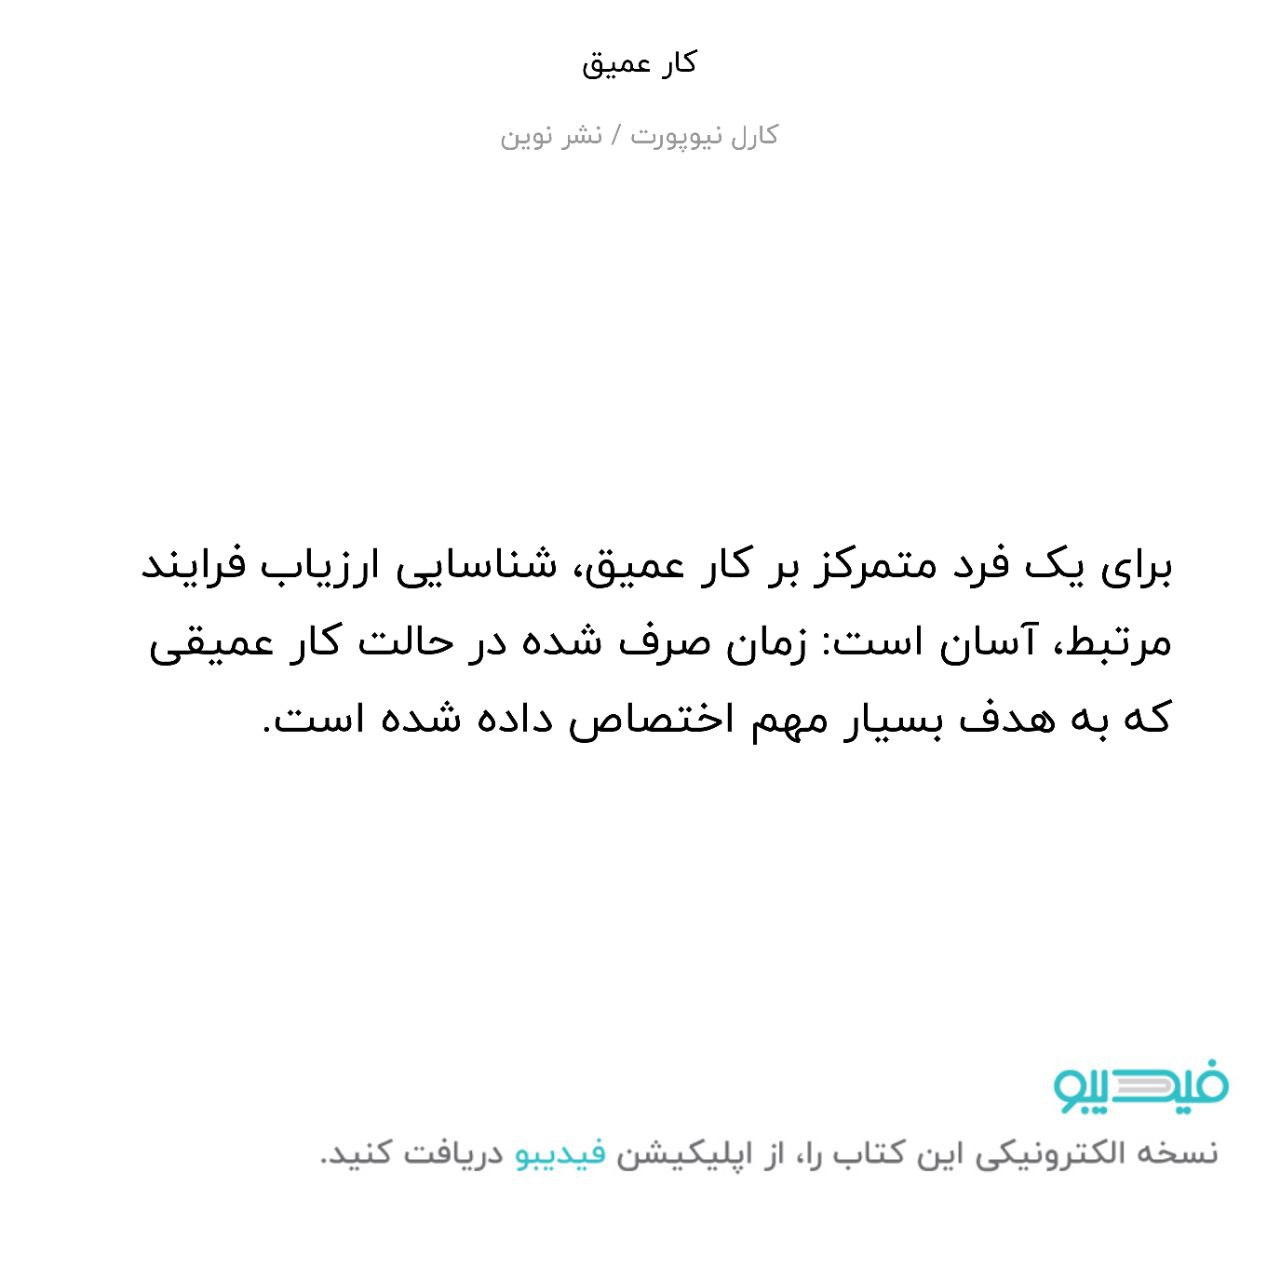 کار عمیق
کارل نیوپورت / نشر نوین
برای یک فرد متمرکز بر کار عمیق، شناسایی ارزیاب فرایند
مرتبط، آسان است: زمان صرف شده در حالت کار عمیقی
که به هدف بسیار مهم اختصاص داده شده است.
فیدیبو
نسخه الکترونیکی این کتاب را، از اپلیکیشن فیدیبو دریافت کنید.